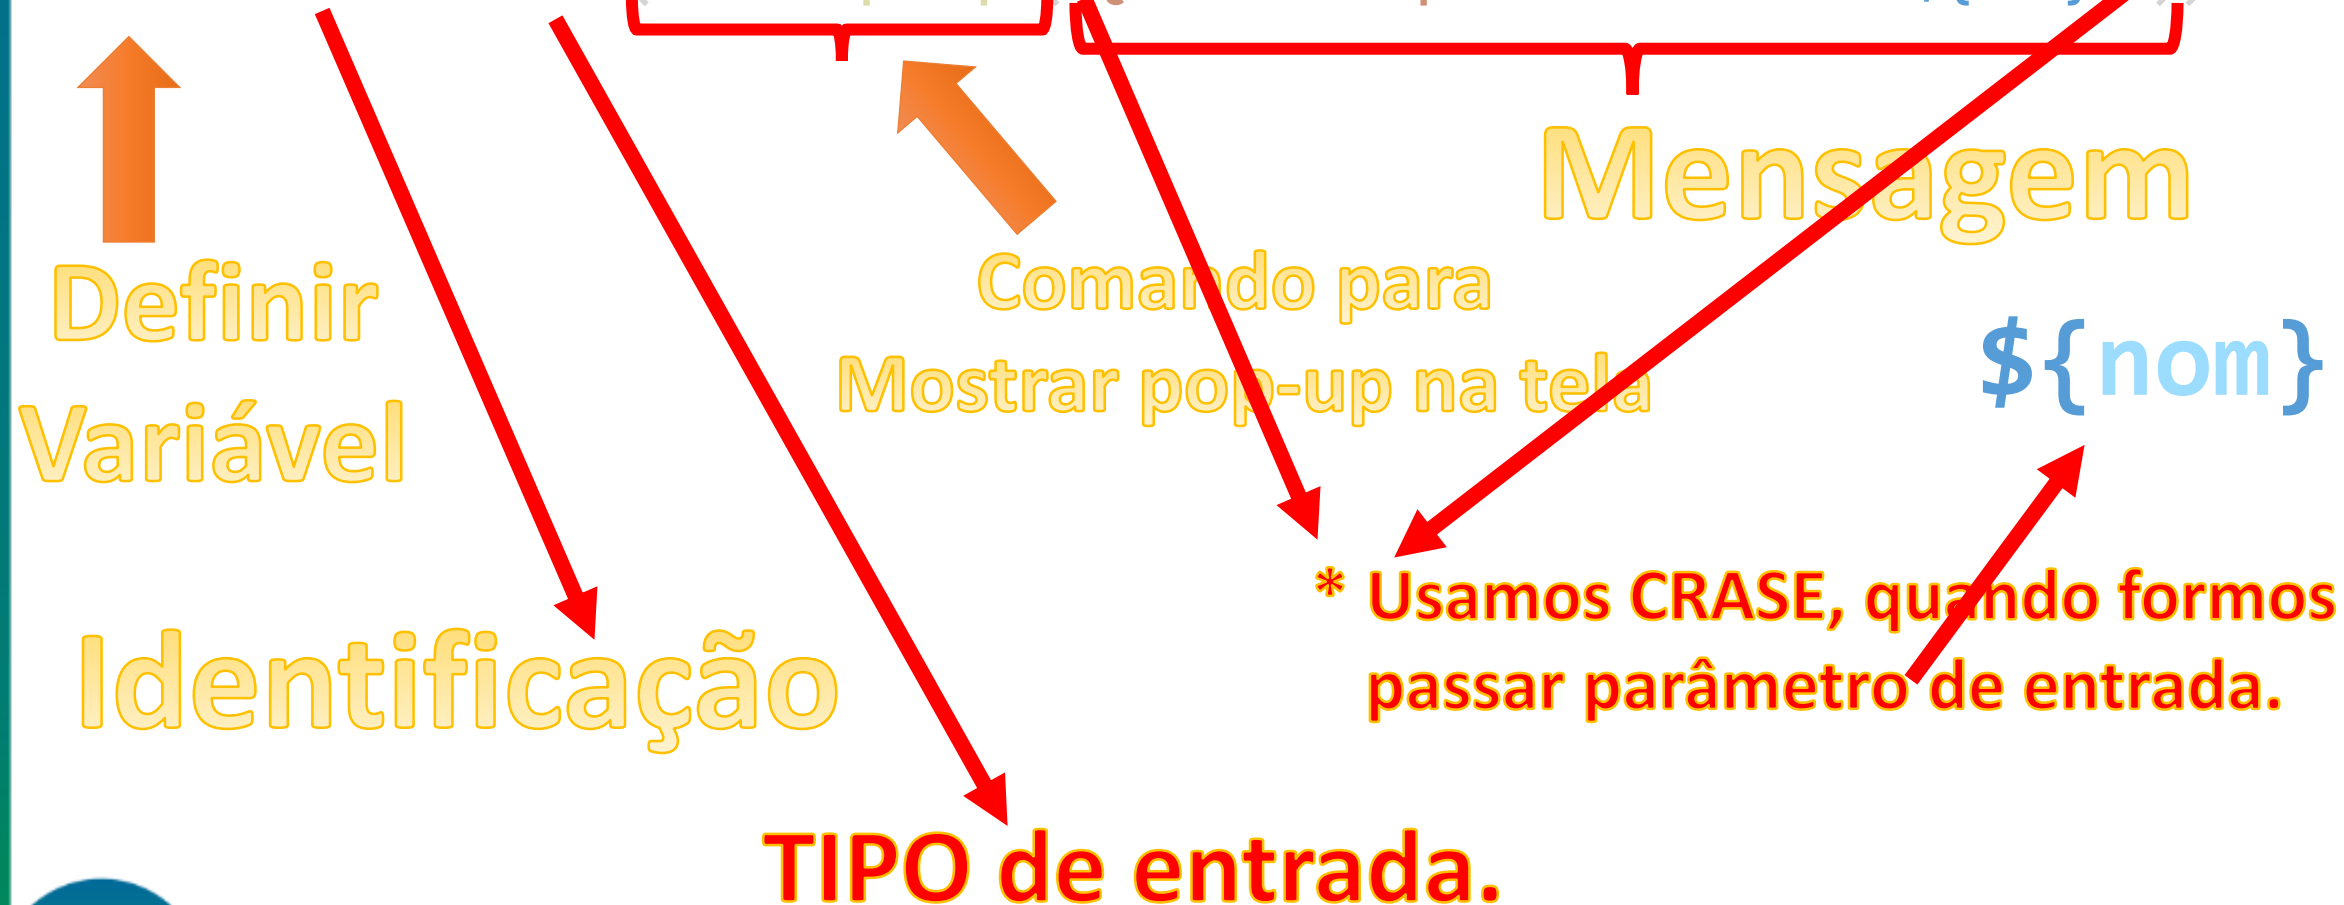 Mensagem
Definir
Variável
Comando para
Mostrar pop-up na tela
${nom}
* Usamos CRASE, quando formos
passar parâmetro de entrada.
Identificação
TIPO de entrada.